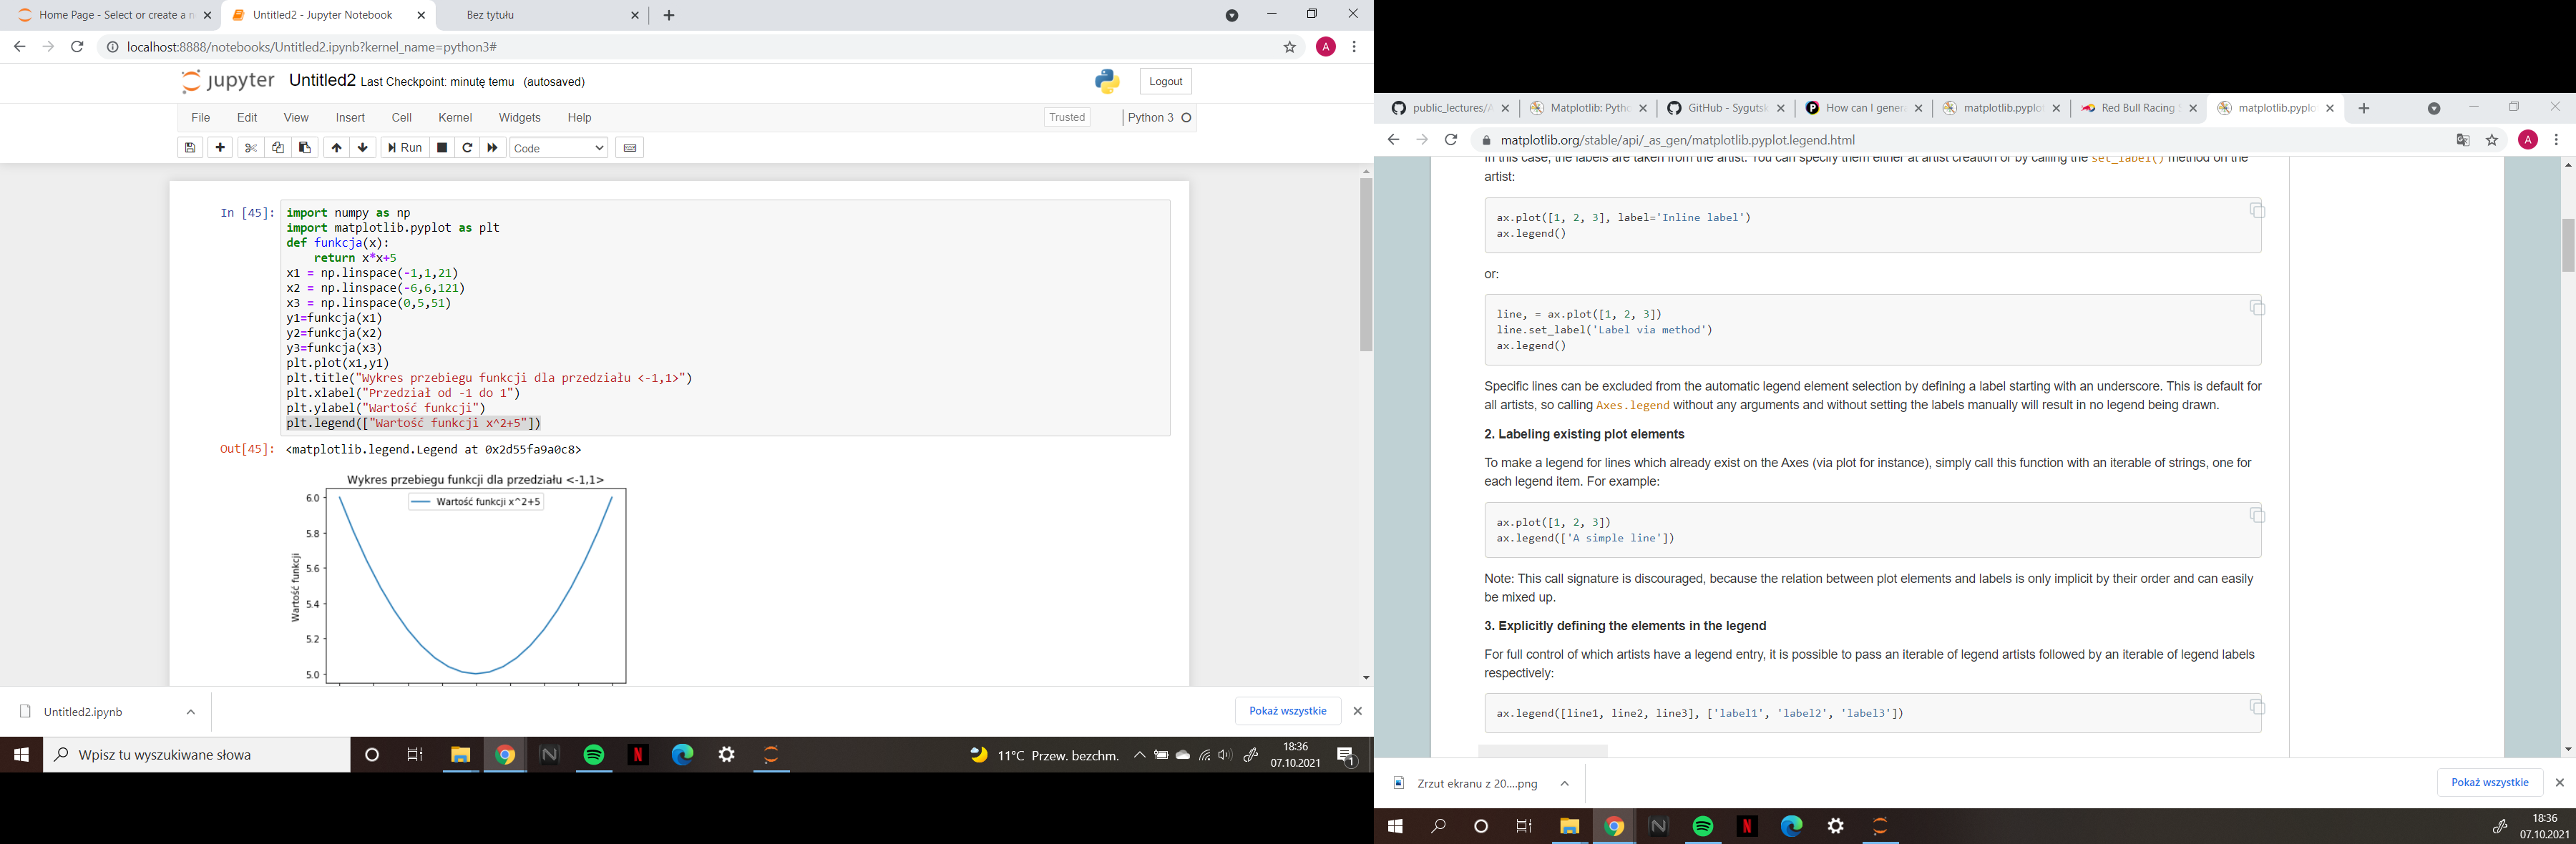 Home Page - Select or create a n
Untitled2 - Jupyter Notebook
Bez tytułu
localhost:8888/notebooks/Untitled2.ipynb?kernel_name=python3#
A
jupyter Untitled2 Last Checkpoint: minutę temu (autosaved)
Logout
File Edit View Insert Cell Kernel Widgets Help
Trusted
Python 3
Run
Code
In [45]:
import numpy as np
import matplotlib.pyplot as plt
def funkcja(x):
    return x*x+5
x1 = np.linspace(-1,1,21)
x2 = np.linspace(-6,6,121)
x3 = np.linspace(0,5,51)
y1=funkcja(x1)
y2=funkcja(x2)
y3=funkcja(x3)
plt.plot(x1,y1)
plt.title("Wykres przebiegu funkcji dla przedziału <-1,1>")
plt.xlabel("Przedział od -1 do 1")
plt.ylabel("Wartość funkcji")
plt.legend(["Wartość funkcji x^2+5"])
Out[45]: <matplotlib.legend.Legend at 0x2d55fa9a0c8>
Wykres przebiegu funkcji dla przedziału <-1,1>
Wartość funkcji x^2+5
6.0
5.8
5.6
5.4
5.2
5.0
Wartość funkcji
Untitled2.ipynb
Pokaż wszystkie
Wpisz tu wyszukiwane słowa
11°C Przew. bezchm.
18:36
07.10.2021
1
public_lectures/A
Matplotlib: Pytho
GitHub - Sygutsk
How can I gener
matplotlib.pyplot
Red Bull Racing
matplotlib.pyplo
matplotlib.org/stable/api/_as_gen/matplotlib.pyplot.legend.html
A
In this case, the labels are taken from the artist. You can specify them either at artist creation or by calling the set_label() method on the
artist:
ax.plot([1, 2, 3], label='Inline label')
ax.legend()
or:
line, = ax.plot([1, 2, 3])
line.set_label('Label via method')
ax.legend()
Specific lines can be excluded from the automatic legend element selection by defining a label starting with an underscore. This is default for
all artists, so calling Axes.legend without any arguments and without setting the labels manually will result in no legend being drawn.
2. Labeling existing plot elements
To make a legend for lines which already exist on the Axes (via plot for instance), simply call this function with an iterable of strings, one for
each legend item. For example:
ax.plot([1, 2, 3])
ax.legend(['A simple line'])
Note: This call signature is discouraged, because the relation between plot elements and labels is only implicit by their order and can easily
be mixed up.
3. Explicitly defining the elements in the legend
For full control of which artists have a legend entry, it is possible to pass an iterable of legend artists followed by an iterable of legend labels
respectively:
ax.legend([line1, line2, line3], ['label1', 'label2', 'label3'])
Zrzut ekranu z 20....png
Pokaż wszystkie
18:36
07.10.2021